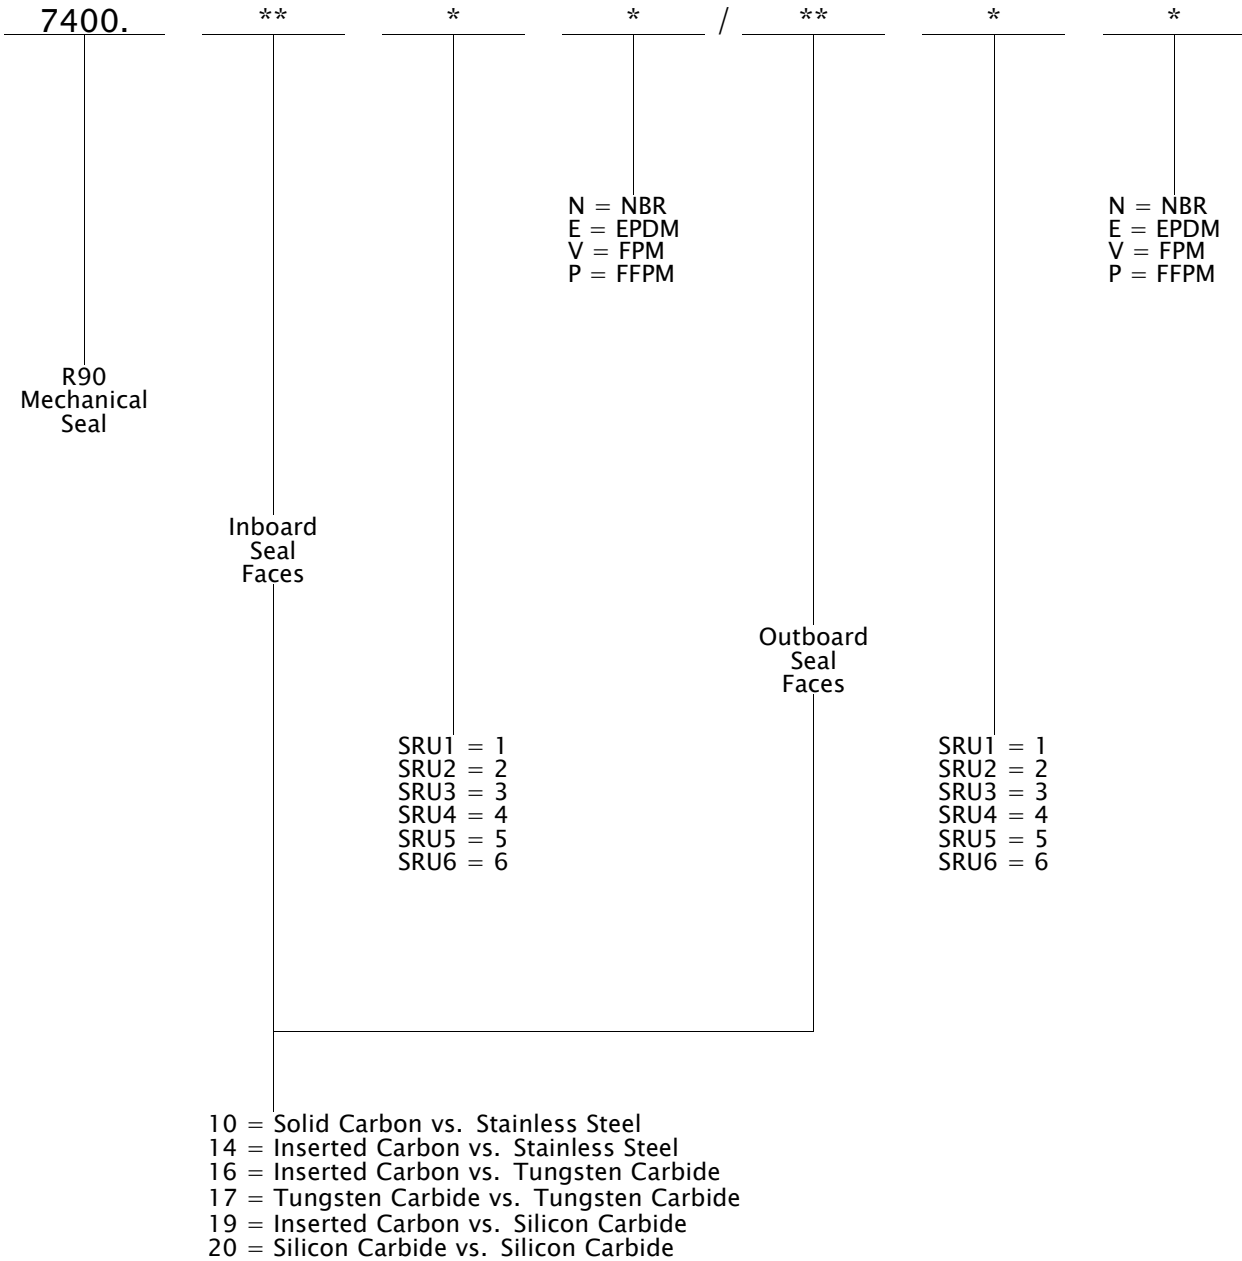 7400. ** * * / ** * *
N = NBR
E = EPDM
V = FPM
P = FFPM
N = NBR
E = EPDM
V = FPM
P = FFPM
R90
Mechanical
Seal
Inboard
Seal
Faces
Outboard
Seal
Faces
SRU1 = 1
SRU2 = 2
SRU3 = 3
SRU4 = 4
SRU5 = 5
SRU6 = 6
SRU1 = 1
SRU2 = 2
SRU3 = 3
SRU4 = 4
SRU5 = 5
SRU6 = 6
10 = Solid Carbon vs. Stainless Steel
14 = Inserted Carbon vs. Stainless Steel
16 = Inserted Carbon vs. Tungsten Carbide
17 = Tungsten Carbide vs. Tungsten Carbide
19 = Inserted Carbon vs. Silicon Carbide
20 = Silicon Carbide vs. Silicon Carbide